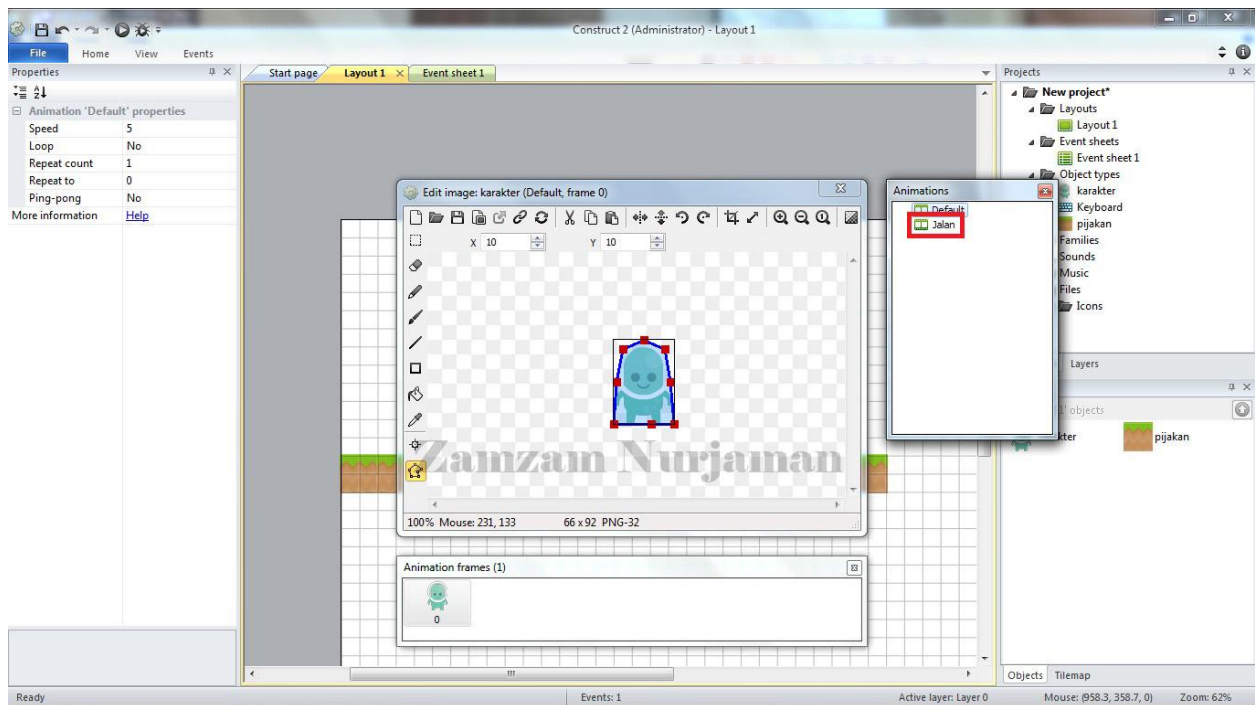 Construct 2 (Administrator) - Layout 1
File Home View Events
Properties
Animation 'Default' properties
Speed 5
Loop No
Repeat count 1
Repeat to 0
Ping-pong No
More information Help
Start page Layout 1 Event sheet 1
Edit image: karakter (Default, frame 0)
X 10 Y 10
Zamzam Nurjaman
100% Mouse: 231, 133 66 x 92 PNG-32
Animation frames (1)
0
Animations
Default
Jalan
Projects
New project*
Layouts
Layout 1
Event sheets
Event sheet 1
Object types
karakter
Keyboard
pijakan
Families
Sounds
Music
Files
Icons
Layers
objects
kter pijakan
Objects Tilemap
Ready Events: 1 Active layer: Layer 0 Mouse: (958.3, 358.7, 0) Zoom: 62%